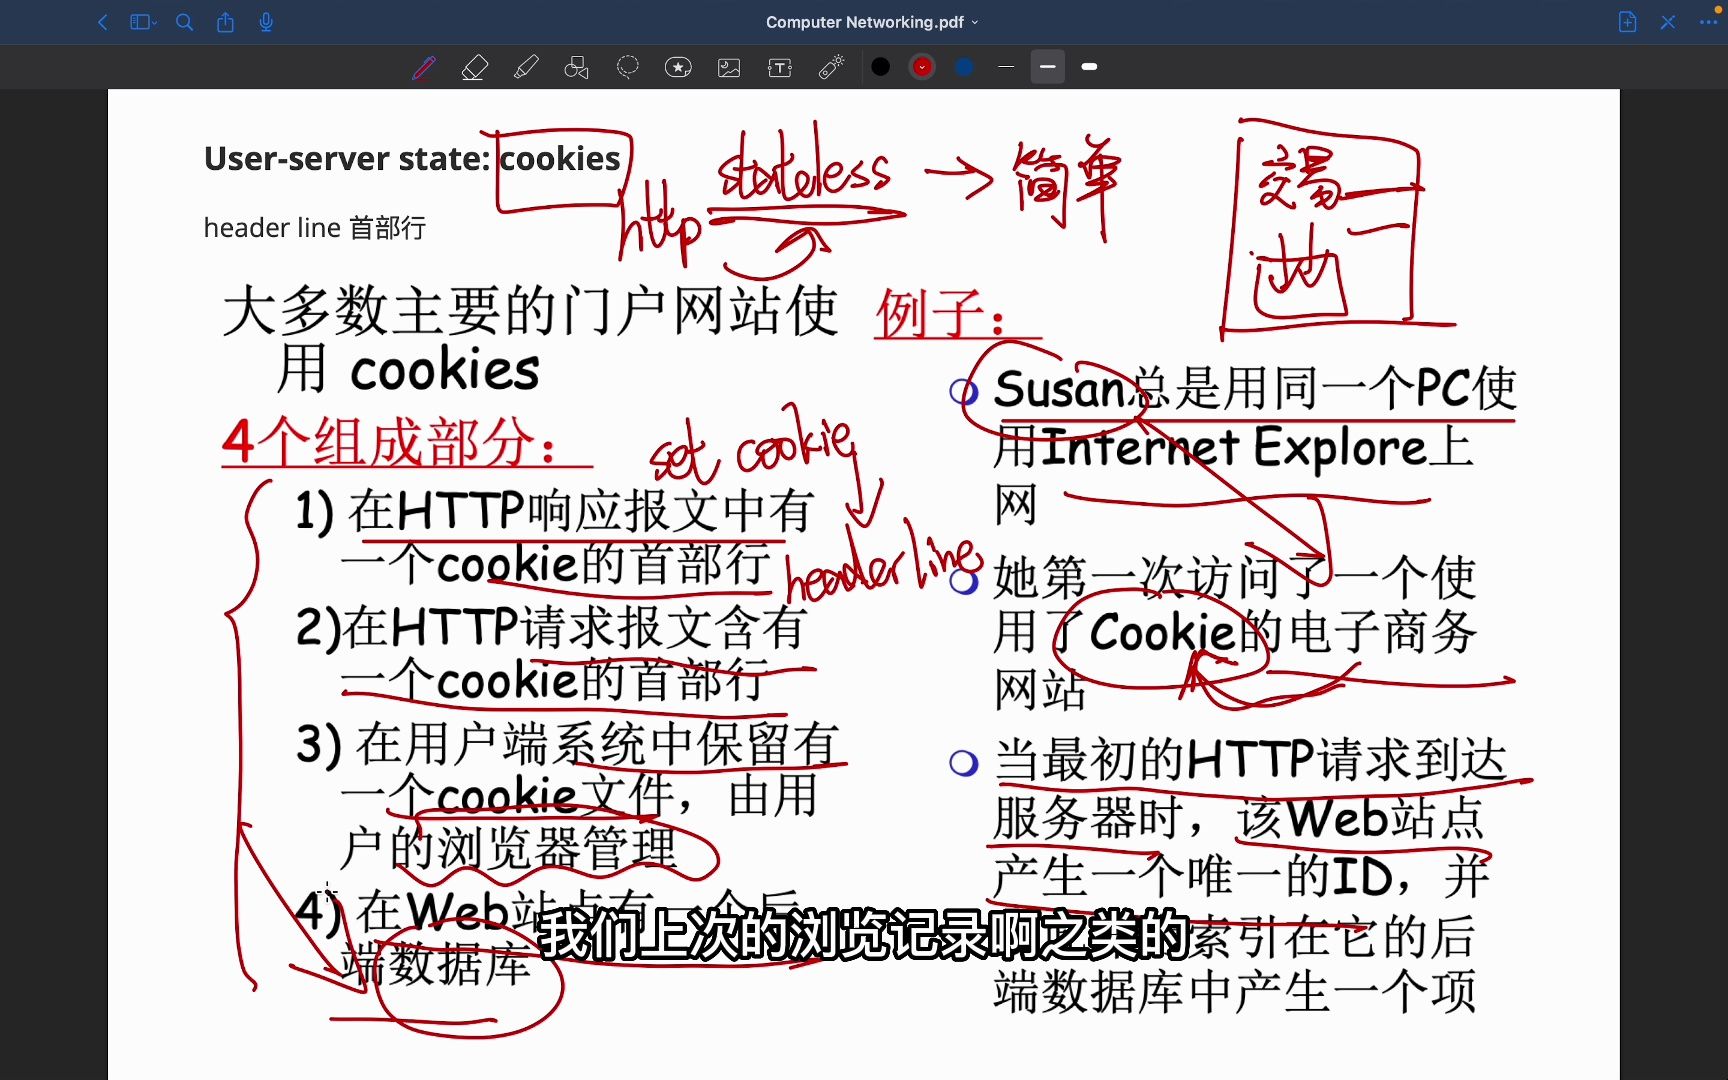 Computer Networking.pdf
User-server state: cookies
http
stateless
简单
交易
header line 首部行
大多数主要的门户网站使
用 cookies
4个组成部分：
set cookie
header line
1) 在HTTP响应报文中有
一个cookie的首部行
2)在HTTP请求报文含有
一个cookie的首部行
3) 在用户端系统中保留有
一个cookie文件，由用
户的浏览器管理
4) 在Web站点有一个后
端数据库
例子：
Susan总是用同一个PC使
用Internet Explore上
网
她第一次访问了一个使
用了Cookie的电子商务
网站
当最初的HTTP请求到达
服务器时，该Web站点
产生一个唯一的ID，并
索引在它的后
端数据库中产生一个项
我们上次的浏览记录啊之类的